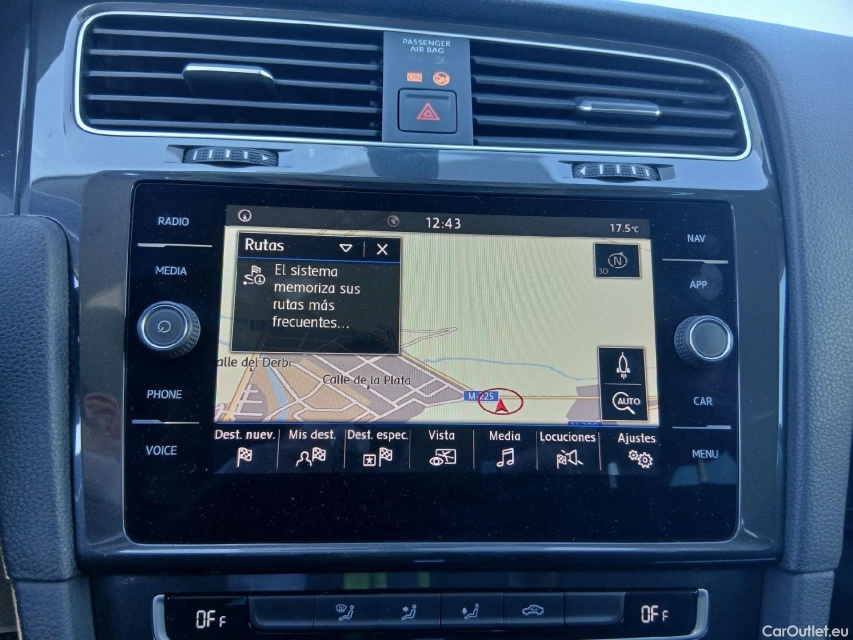 PASSENGER
AIR BAG
ON
RADIO
MEDIA
PHONE
VOICE
12:43
17.5°C
Rutas
El sistema
memoriza sus
rutas más
frecuentes...
N
3D
alle del Derbi
Calle de la Plata
M-225
AUTO
Dest. nuev.
Mis dest.
Dest. espec.
Vista
Media
Locuciones
Ajustes
NAV
APP
CAR
MENU
OFF
OFF
CarOutlet.eu